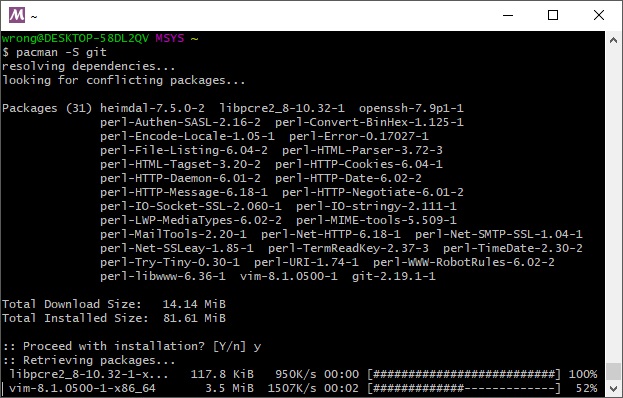 M ~
wrong@DESKTOP-58DL2QV MSYS ~
$ pacman -S git
resolving dependencies...
looking for conflicting packages...

Packages (31) heimdal-7.5.0-2  libpcre2_8-10.32-1  openssh-7.9p1-1
              perl-Authen-SASL-2.16-2  perl-Convert-BinHex-1.125-1
              perl-Encode-Locale-1.05-1  perl-Error-0.17027-1
              perl-File-Listing-6.04-2  perl-HTML-Parser-3.72-3
              perl-HTML-Tagset-3.20-2  perl-HTTP-Cookies-6.04-1
              perl-HTTP-Daemon-6.01-2  perl-HTTP-Date-6.02-2
              perl-HTTP-Message-6.18-1  perl-HTTP-Negotiate-6.01-2
              perl-IO-Socket-SSL-2.060-1  perl-IO-stringy-2.111-1
              perl-LWP-MediaTypes-6.02-2  perl-MIME-tools-5.509-1
              perl-MailTools-2.20-1  perl-Net-HTTP-6.18-1  perl-Net-SMTP-SSL-1.04-1
              perl-Net-SSLeay-1.85-1  perl-TermReadKey-2.37-3  perl-TimeDate-2.30-2
              perl-Try-Tiny-0.30-1  perl-URI-1.74-1  perl-WWW-RobotRules-6.02-2
              perl-libwww-6.36-1  vim-8.1.0500-1  git-2.19.1-1

Total Download Size:   14.14 MiB
Total Installed Size:  81.61 MiB

:: Proceed with installation? [Y/n] y
:: Retrieving packages...
 libpcre2_8-10.32-1-x...  117.8 KiB   950K/s 00:00 [##########################] 100%
 vim-8.1.0500-1-x86_64      3.5 MiB  1507K/s 00:02 [#############-------------]  52%